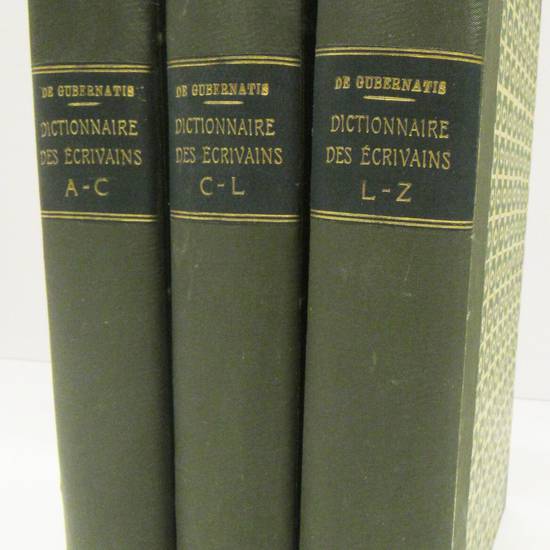 DE GUBERNATIS
DICTIONNAIRE
DES ÉCRIVAINS
A-C
DE GUBERNATIS
DICTIONNAIRE
DES ÉCRIVAINS
C-L
DE GUBERNATIS
DICTIONNAIRE
DES ÉCRIVAINS
L-Z